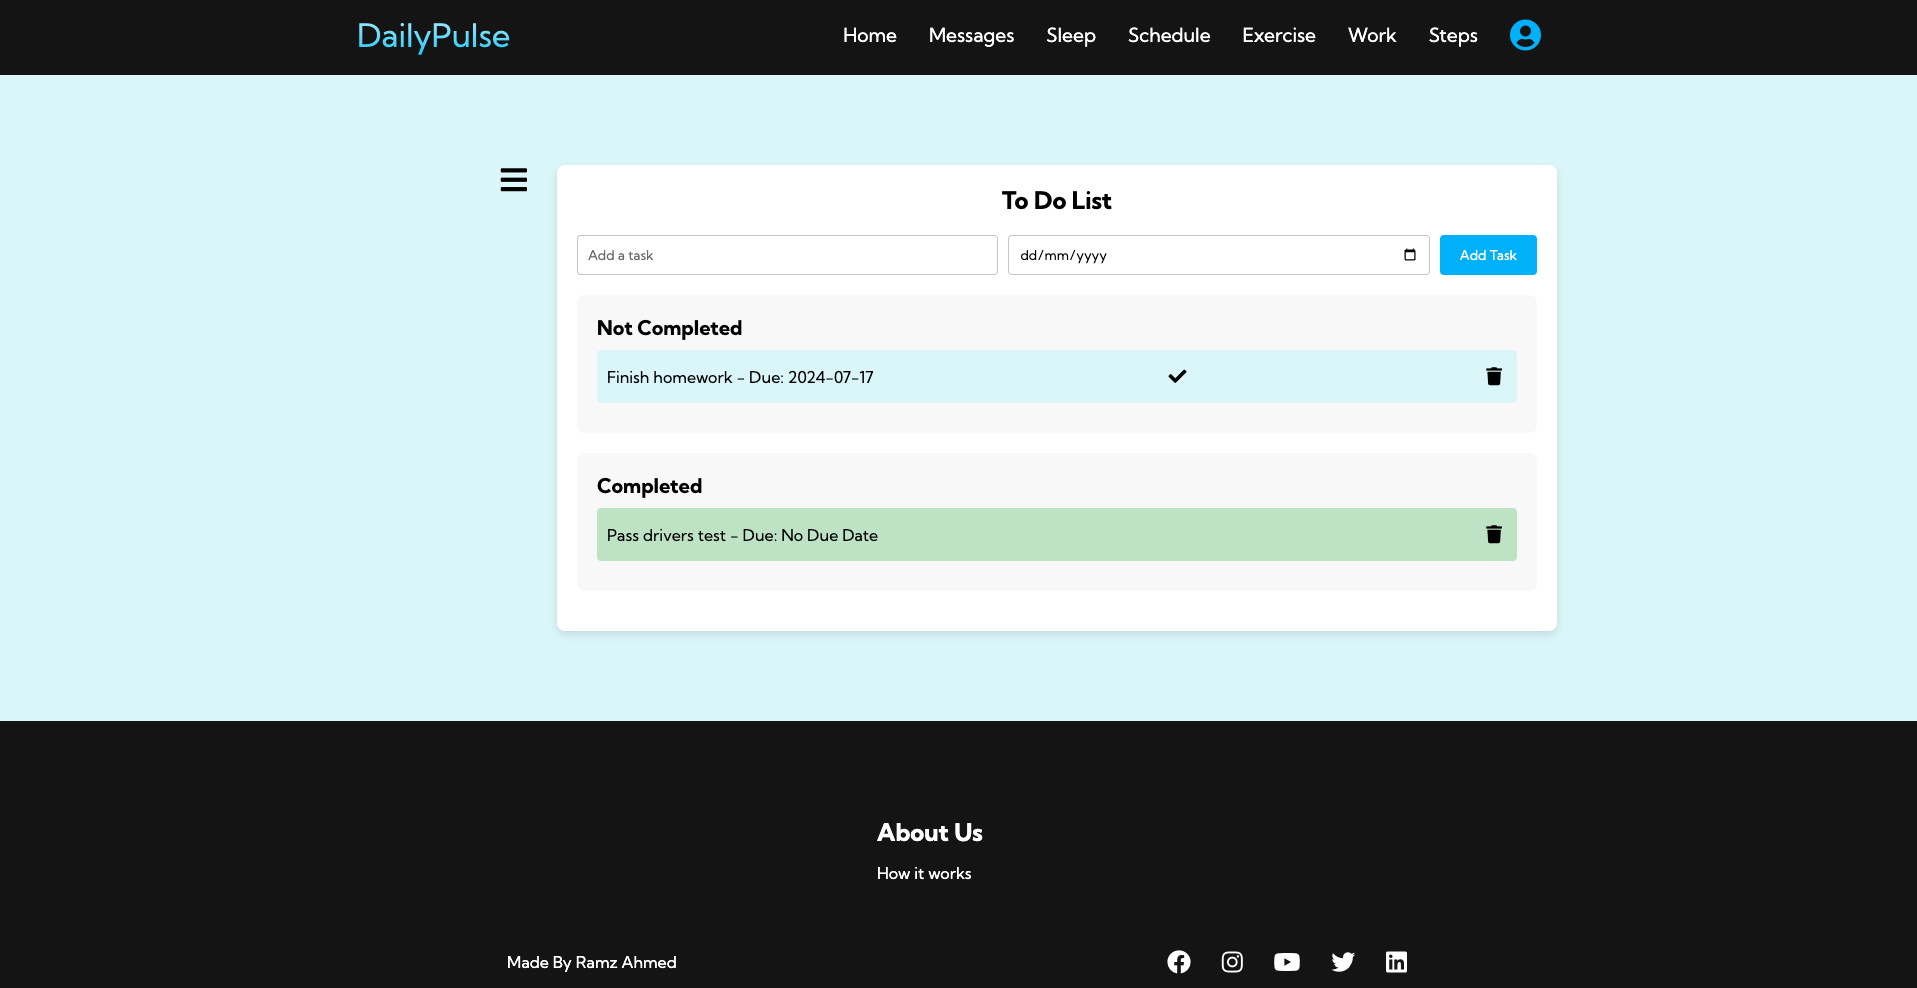 DailyPulse
Home Messages Sleep Schedule Exercise Work Steps
To Do List
Add a task dd/mm/yyyy Add Task
Not Completed
Finish homework - Due: 2024-07-17
Completed
Pass drivers test - Due: No Due Date
About Us
How it works
Made By Ramz Ahmed